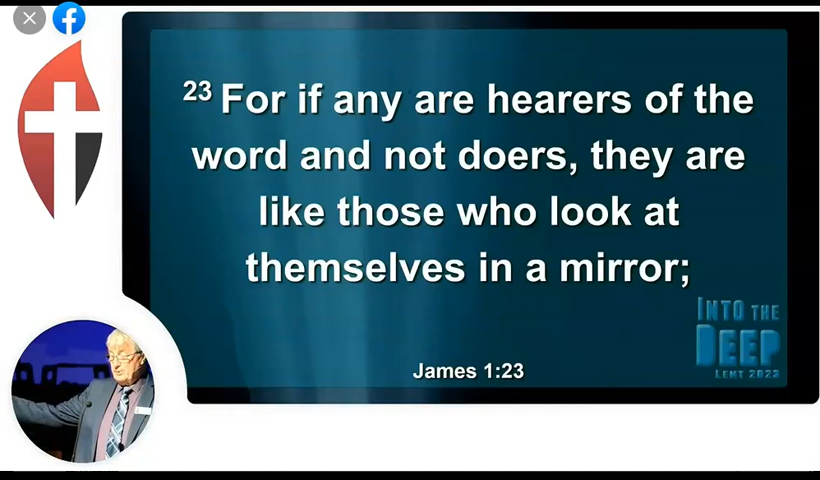 23 For if any are hearers of the
word and not doers, they are
like those who look at
themselves in a mirror;
INTO THE
DEEP
LENT 2023
James 1:23